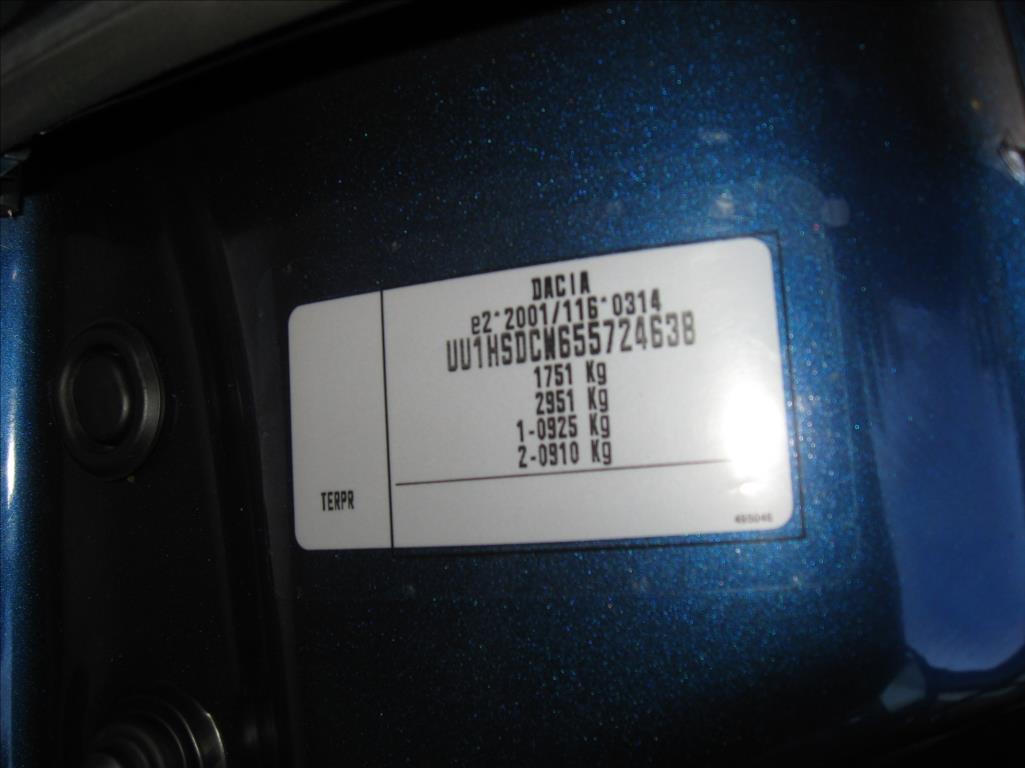 DACIA
e2*2001/116*0314
UU1HSDCW655724638
1751 Kg
2951 Kg
1-0925 Kg
2-0910 Kg
TERPR